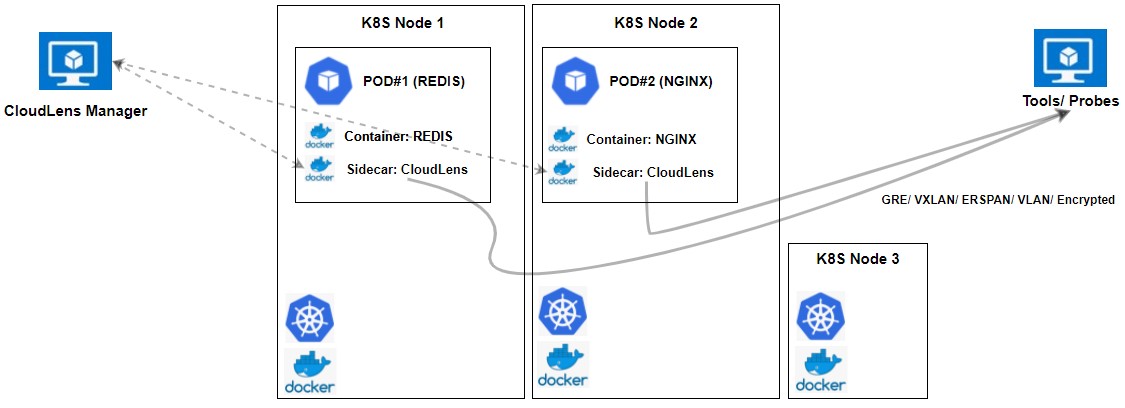 K8S Node 1
K8S Node 2
CloudLens Manager
POD#1 (REDIS)
Container: REDIS
docker
Sidecar: CloudLens
docker
POD#2 (NGINX)
Container: NGINX
docker
Sidecar: CloudLens
docker
Tools/ Probes
GRE/ VXLAN/ ERSPAN/ VLAN/ Encrypted
K8S Node 3
docker
docker
docker